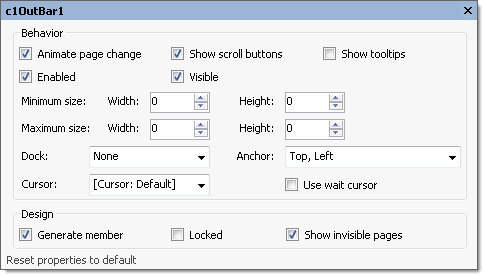 c1OutBar1
Behavior
Animate page change Show scroll buttons Show tooltips
Enabled Visible
Minimum size: Width: 0 Height: 0
Maximum size: Width: 0 Height: 0
Dock: None Anchor: Top, Left
Cursor: [Cursor: Default] Use wait cursor
Design
Generate member Locked Show invisible pages
Reset properties to default